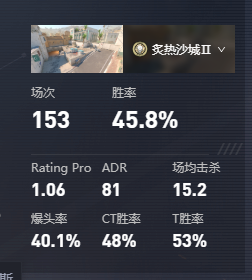 炙热沙城II
场次 胜率
153 45.8%
Rating Pro ADR 场均击杀
1.06 81 15.2
爆头率 CT胜率 T胜率
40.1% 48% 53%
斯